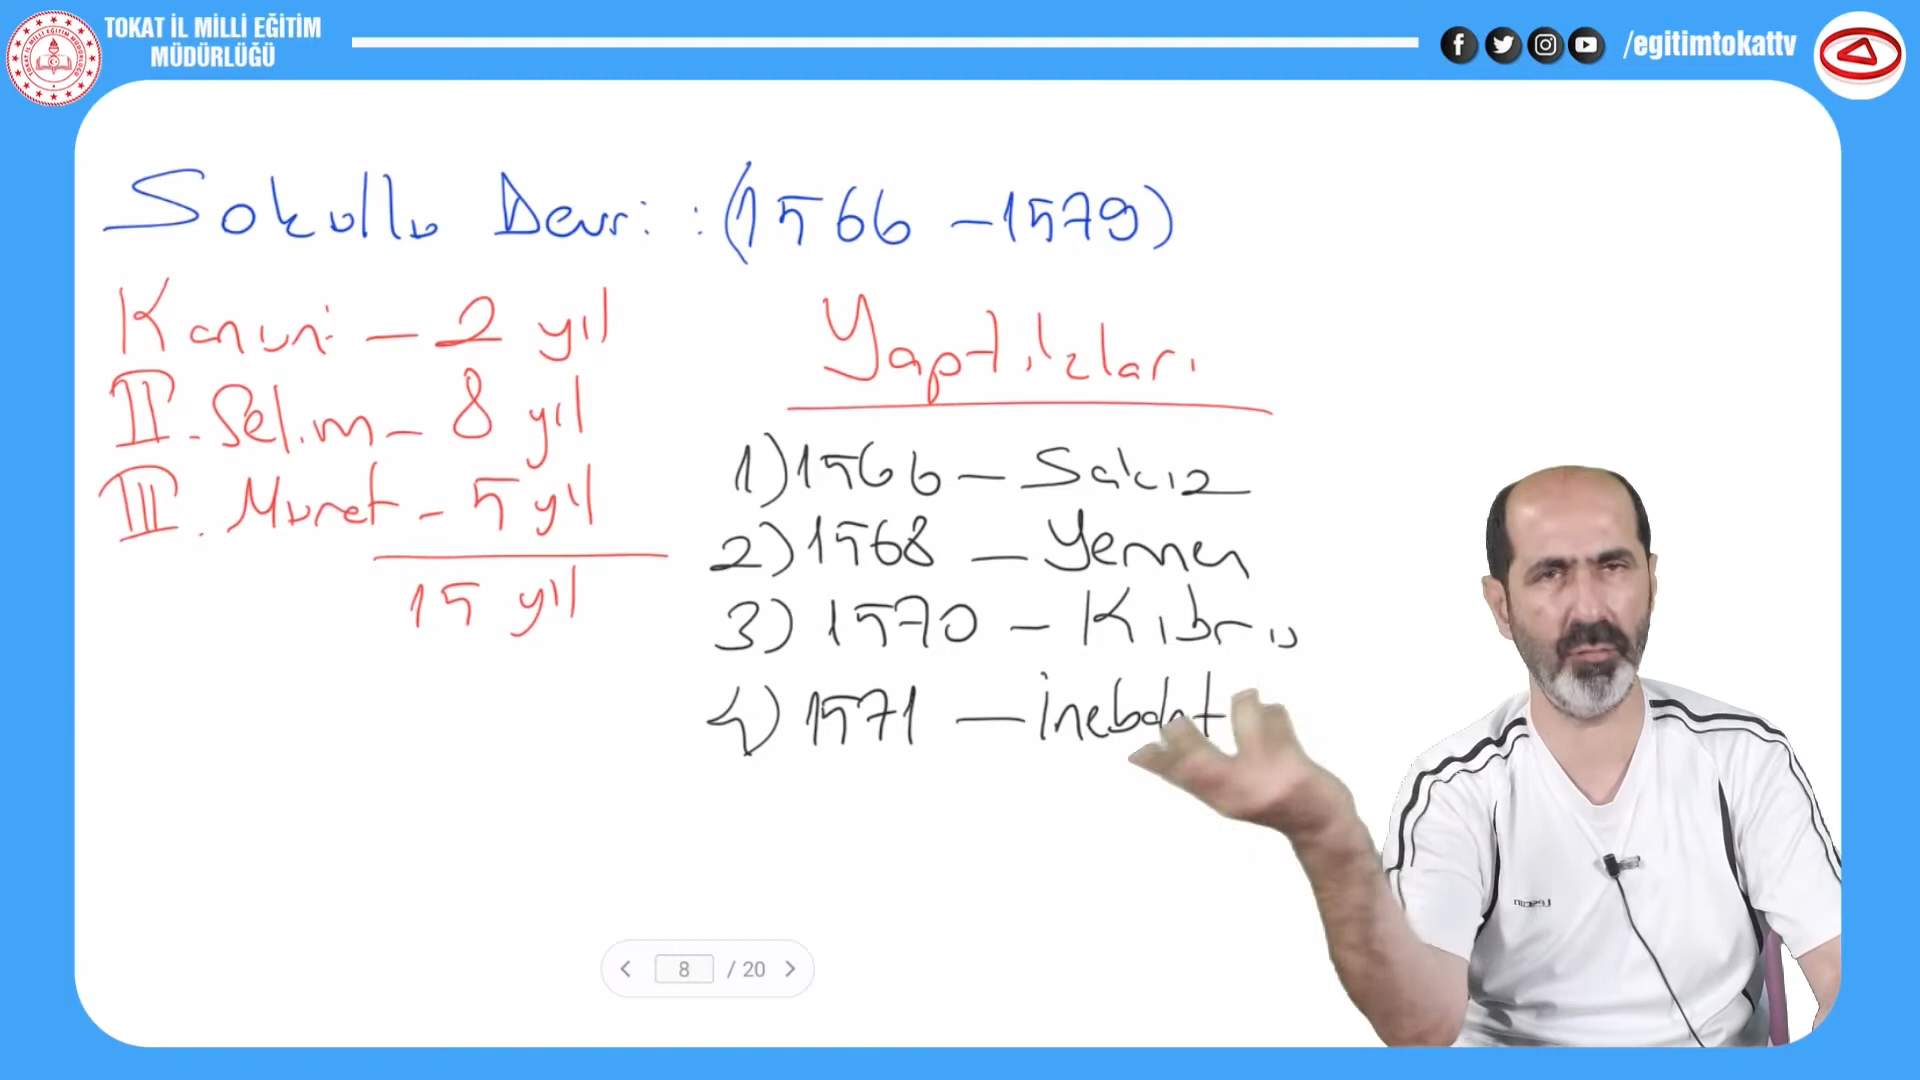 TOKAT İL MİLLİ EĞİTİM
MÜDÜRLÜĞÜ
/egitimtokattv
Sokullu Devri : (1566 - 1579)
Kanuni - 2 yıl
II. Selim - 8 yıl
III. Murat - 5 yıl
15 yıl
Yaptıkları
1) 1566 - Sakız
2) 1568 - Yemen
3) 1570 - Kıbrıs
4) 1571 - İnebahtı
8 / 20